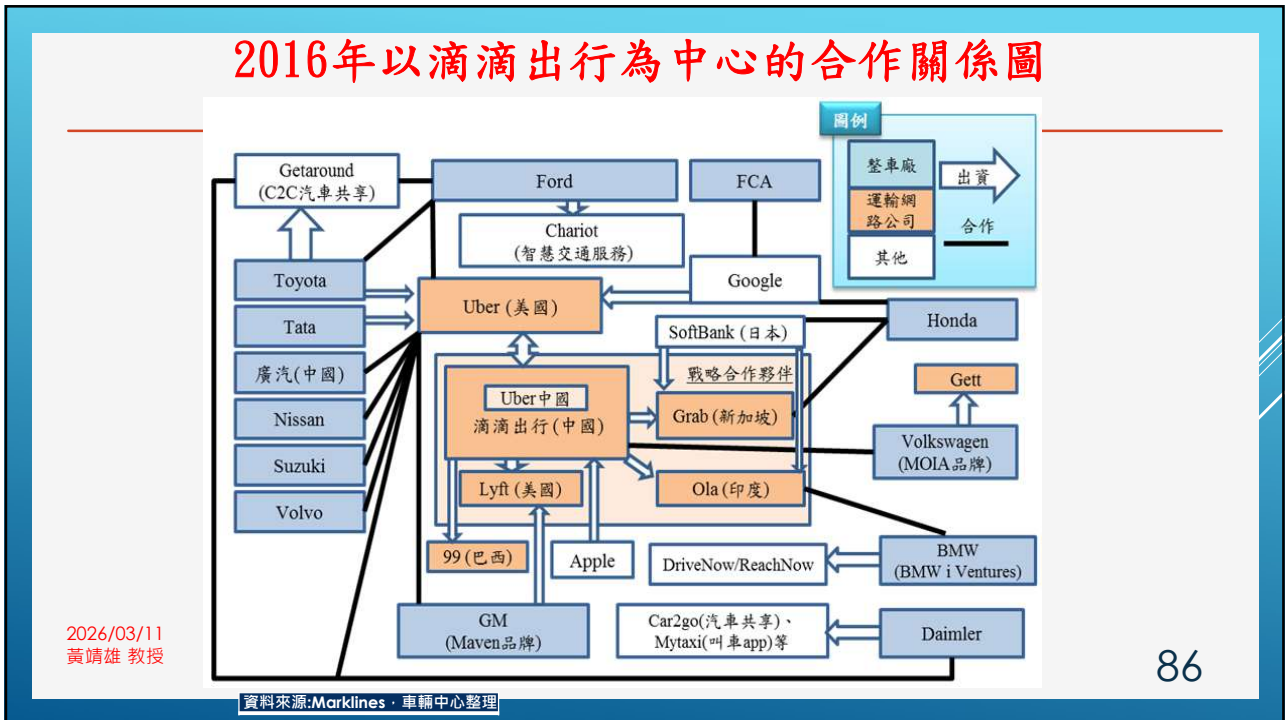 2016年以滴滴出行為中心的合作關係圖
圖例
整車廠
出資
運輸網
路公司
合作
其他
Getaround
(C2C汽車共享)
Ford
FCA
Chariot
(智慧交通服務)
Google
Toyota
Uber (美國)
Honda
Tata
SoftBank (日本)
廣汽(中國)
戰略合作夥伴
Gett
Uber中國
滴滴出行(中國)
Grab (新加坡)
Nissan
Volkswagen
(MOIA品牌)
Suzuki
Lyft (美國)
Ola (印度)
Volvo
99 (巴西)
Apple
DriveNow/ReachNow
BMW
(BMW i Ventures)
GM
(Maven品牌)
Car2go(汽車共享)、
Mytaxi(叫車app)等
Daimler
2026/03/11
黃靖雄 教授
86
資料來源:Marklines，車輛中心整理